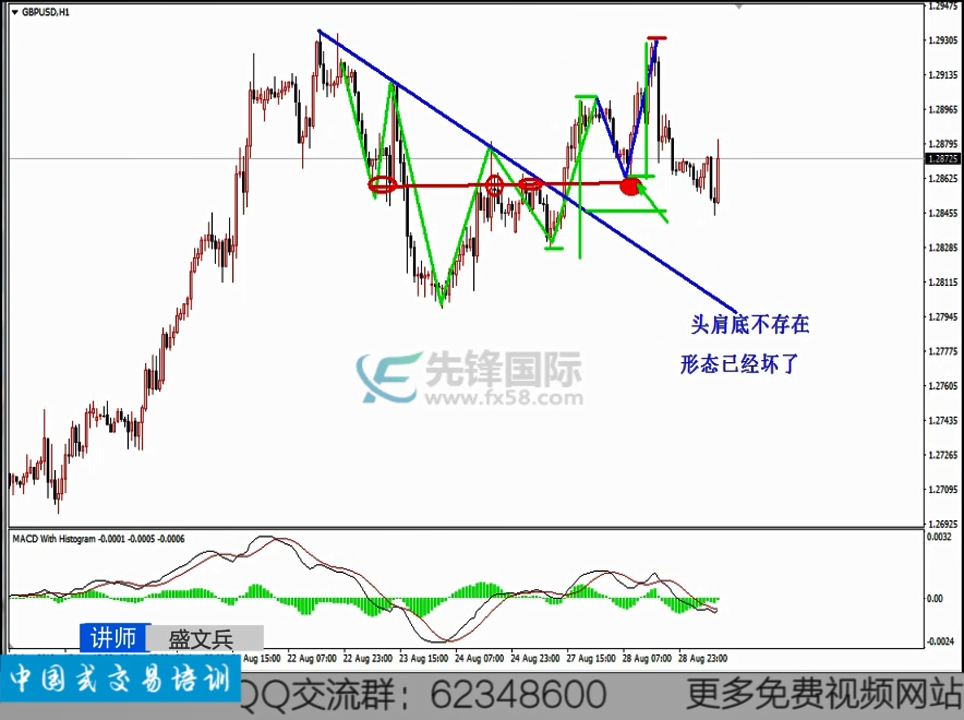 GBPUSD,H1
1.29475
1.29305
1.29135
1.28965
1.28795
1.28725
1.28625
1.28455
1.28285
1.28115
1.27945
1.27775
1.27605
1.27435
1.27265
1.27095
1.26925
头肩底不存在
形态已经坏了
先锋国际
www.fx58.com
MACD With Histogram -0.0001 -0.0005 -0.0006
0.0032
0.00
-0.0024
Aug 15:00 22 Aug 07:00 22 Aug 23:00 23 Aug 15:00 24 Aug 07:00 24 Aug 23:00 27 Aug 15:00 28 Aug 07:00 28 Aug 23:00
讲师 盛文兵
中国式交易培训
QQ交流群：62348600 更多免费视频网站